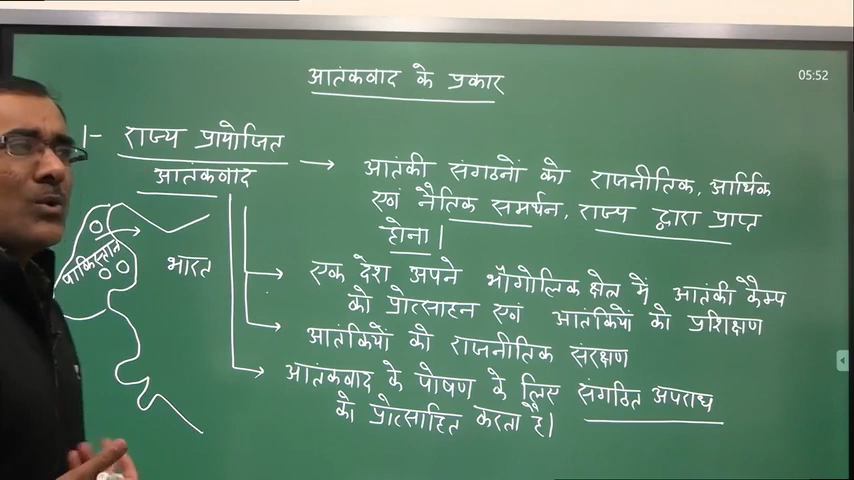 आतंकवाद के प्रकार
05:52
1- राज्य प्रायोजित
आतंकवाद
आतंकी संगठनों को राजनीतिक, आर्थिक
एवं नैतिक समर्थन, राज्य द्वारा प्राप्त
होना।
पाकिस्तान
भारत
एक देश अपने भौगोलिक क्षेत्र में आतंकी कैम्प
को प्रोत्साहन एवं आतंकियों को प्रशिक्षण
आतंकियों को राजनीतिक संरक्षण
आतंकवाद के पोषण के लिए संगठित अपराध
को प्रोत्साहित करता है।